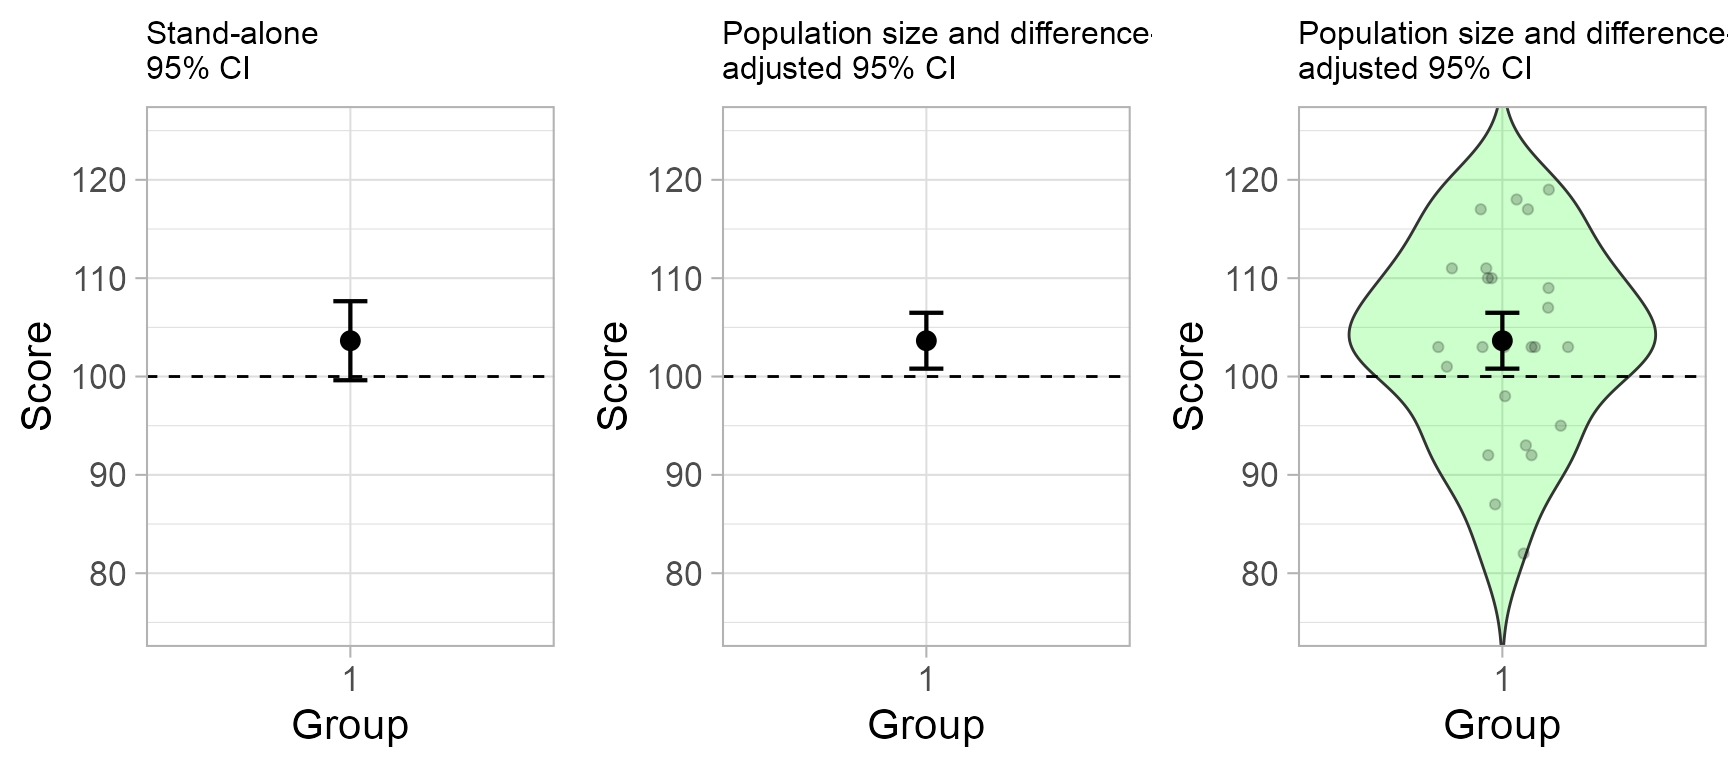 Stand-alone
95% CI
120
110
100
90
80
Score
1
Group
Population size and difference-
adjusted 95% CI
120
110
100
90
80
Score
1
Group
Population size and difference-
adjusted 95% CI
120
110
100
90
80
Score
1
Group